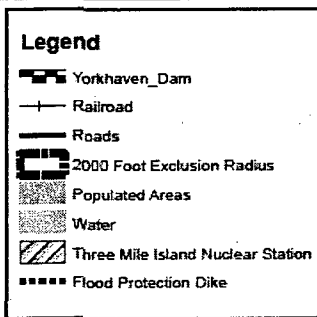 Legend
Yorkhaven_Dam
Railroad
Roads
2000 Foot Exclusion Radius
Populated Areas
Water
Three Mile Island Nuclear Station
Flood Protection Dike